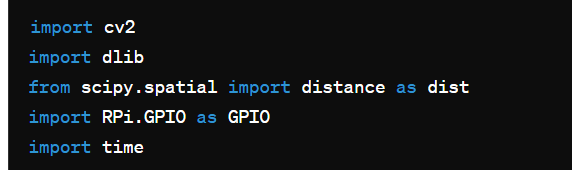 import cv2
import dlib
from scipy.spatial import distance as dist
import RPi.GPIO as GPIO
import time